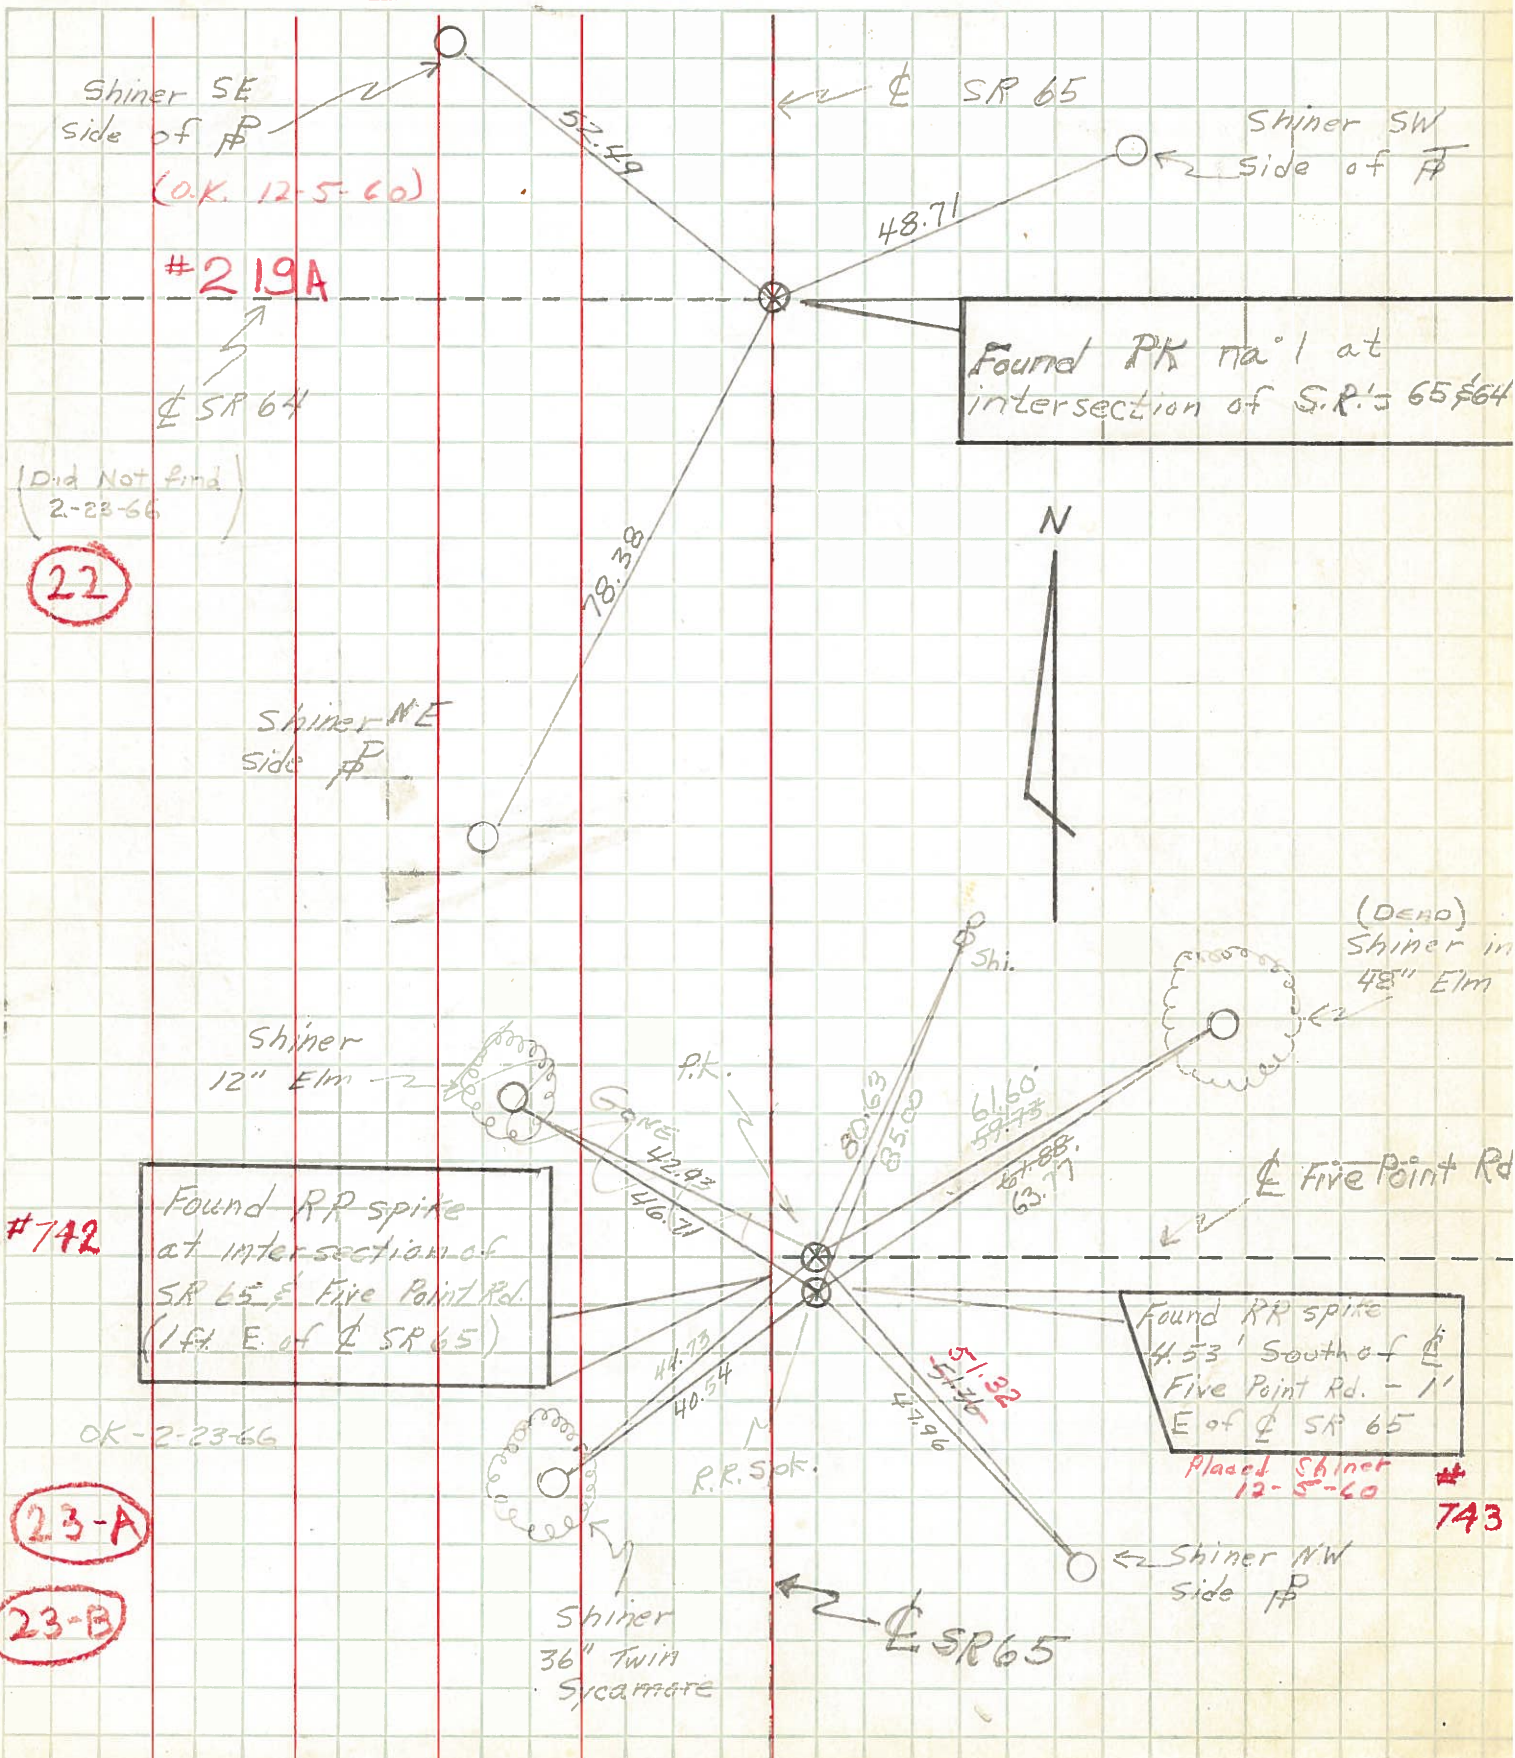 Shiner SE
side of PP
(O.K. 12-5-60)
52.49
℄ SR 65
Shiner SW
side of
48.71
#219A
℄ SR 64
Found PK nail at
intersection of S.R.'s 65 & 64
(Did Not find
2-23-66)
22
78.38
N
Shiner NE
side PP
Shi.
(DEAD)
Shiner in
48" Elm
Shiner
12" Elm
GONE
P.K.
42.93
46.71
80.63
85.00
61.60
59.73
67.88
63.77
℄ Five Point Rd
#742
Found RR spike
at intersection of
SR 65 & Five Point Rd.
(1 ft. E. of ℄ SR 65)
44.73
40.54
R.R. Spk.
51.32
47.96
Found RR spike
4.53' South of ℄
Five Point Rd. - 1'
E of ℄ SR 65
Placed Shiner
12-5-60
#
743
OK-2-23-66
23-A
23-B
Shiner
36" Twin
Sycamore
℄ SR 65
Shiner NW
side PP